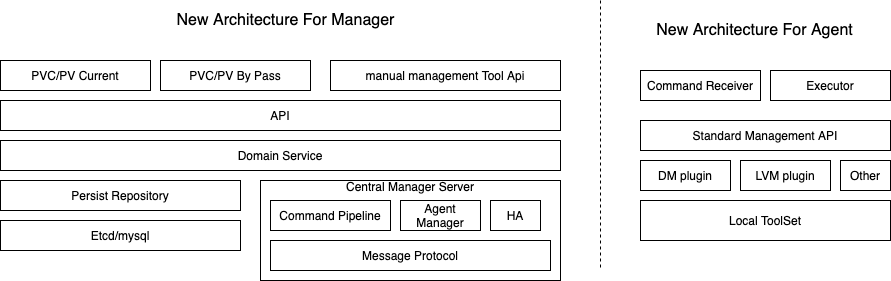 New Architecture For Manager
New Architecture For Agent
PVC/PV Current
PVC/PV By Pass
manual management Tool Api
API
Domain Service
Persist Repository
Etcd/mysql
Central Manager Server
Command Pipeline
Agent
Manager
HA
Message Protocol
Command Receiver
Executor
Standard Management API
DM plugin
LVM plugin
Other
Local ToolSet